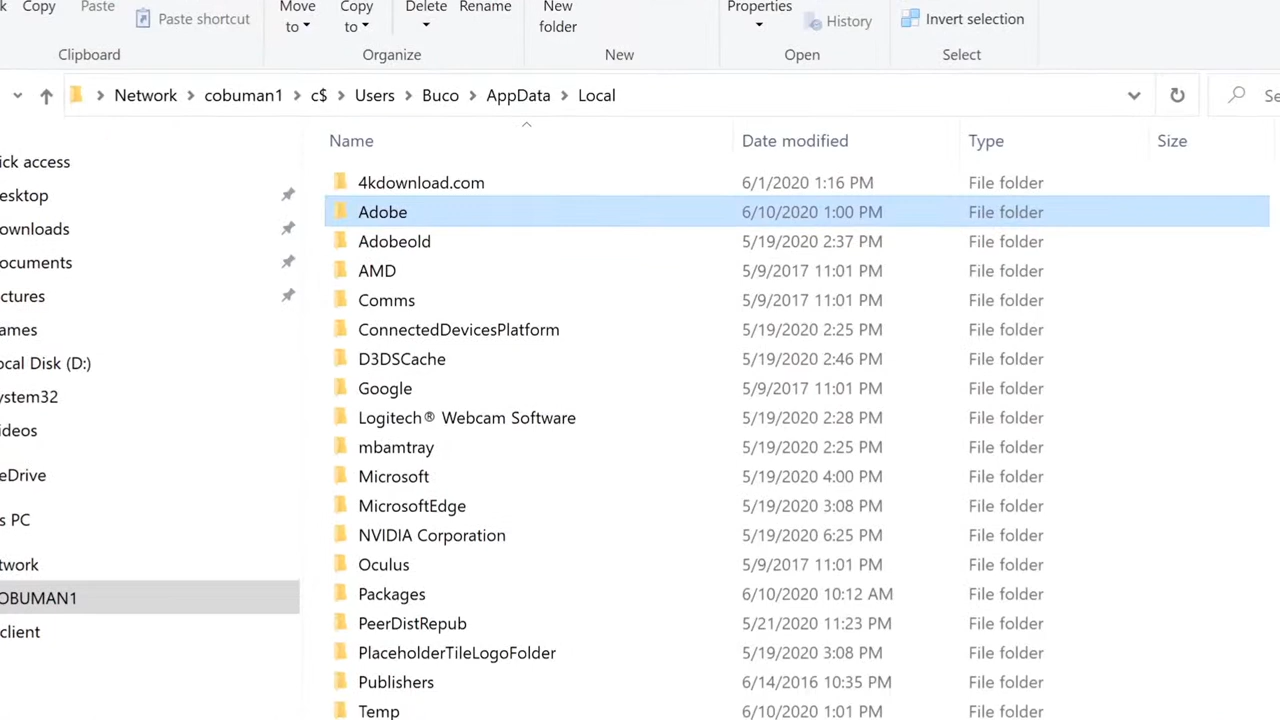 Copy Paste Paste shortcut Move to Copy to Delete Rename New folder Properties History Invert selection
Clipboard Organize New Open Select
Network > cobuman1 > c$ > Users > Buco > AppData > Local
Name Date modified Type Size
ick access
esktop
ownloads
ocuments
ctures
ames
ocal Disk (D:)
ystem32
ideos
eDrive
s PC
twork
OBUMAN1
client
4kdownload.com 6/1/2020 1:16 PM File folder
Adobe 6/10/2020 1:00 PM File folder
Adobeold 5/19/2020 2:37 PM File folder
AMD 5/9/2017 11:01 PM File folder
Comms 5/9/2017 11:01 PM File folder
ConnectedDevicesPlatform 5/19/2020 2:25 PM File folder
D3DSCache 5/19/2020 2:46 PM File folder
Google 5/9/2017 11:01 PM File folder
Logitech® Webcam Software 5/19/2020 2:28 PM File folder
mbamtray 5/19/2020 2:25 PM File folder
Microsoft 5/19/2020 4:00 PM File folder
MicrosoftEdge 5/19/2020 3:08 PM File folder
NVIDIA Corporation 5/19/2020 6:25 PM File folder
Oculus 5/9/2017 11:01 PM File folder
Packages 6/10/2020 10:12 AM File folder
PeerDistRepub 5/21/2020 11:23 PM File folder
PlaceholderTileLogoFolder 5/19/2020 3:08 PM File folder
Publishers 6/14/2016 10:35 PM File folder
Temp 6/10/2020 1:01 PM File folder